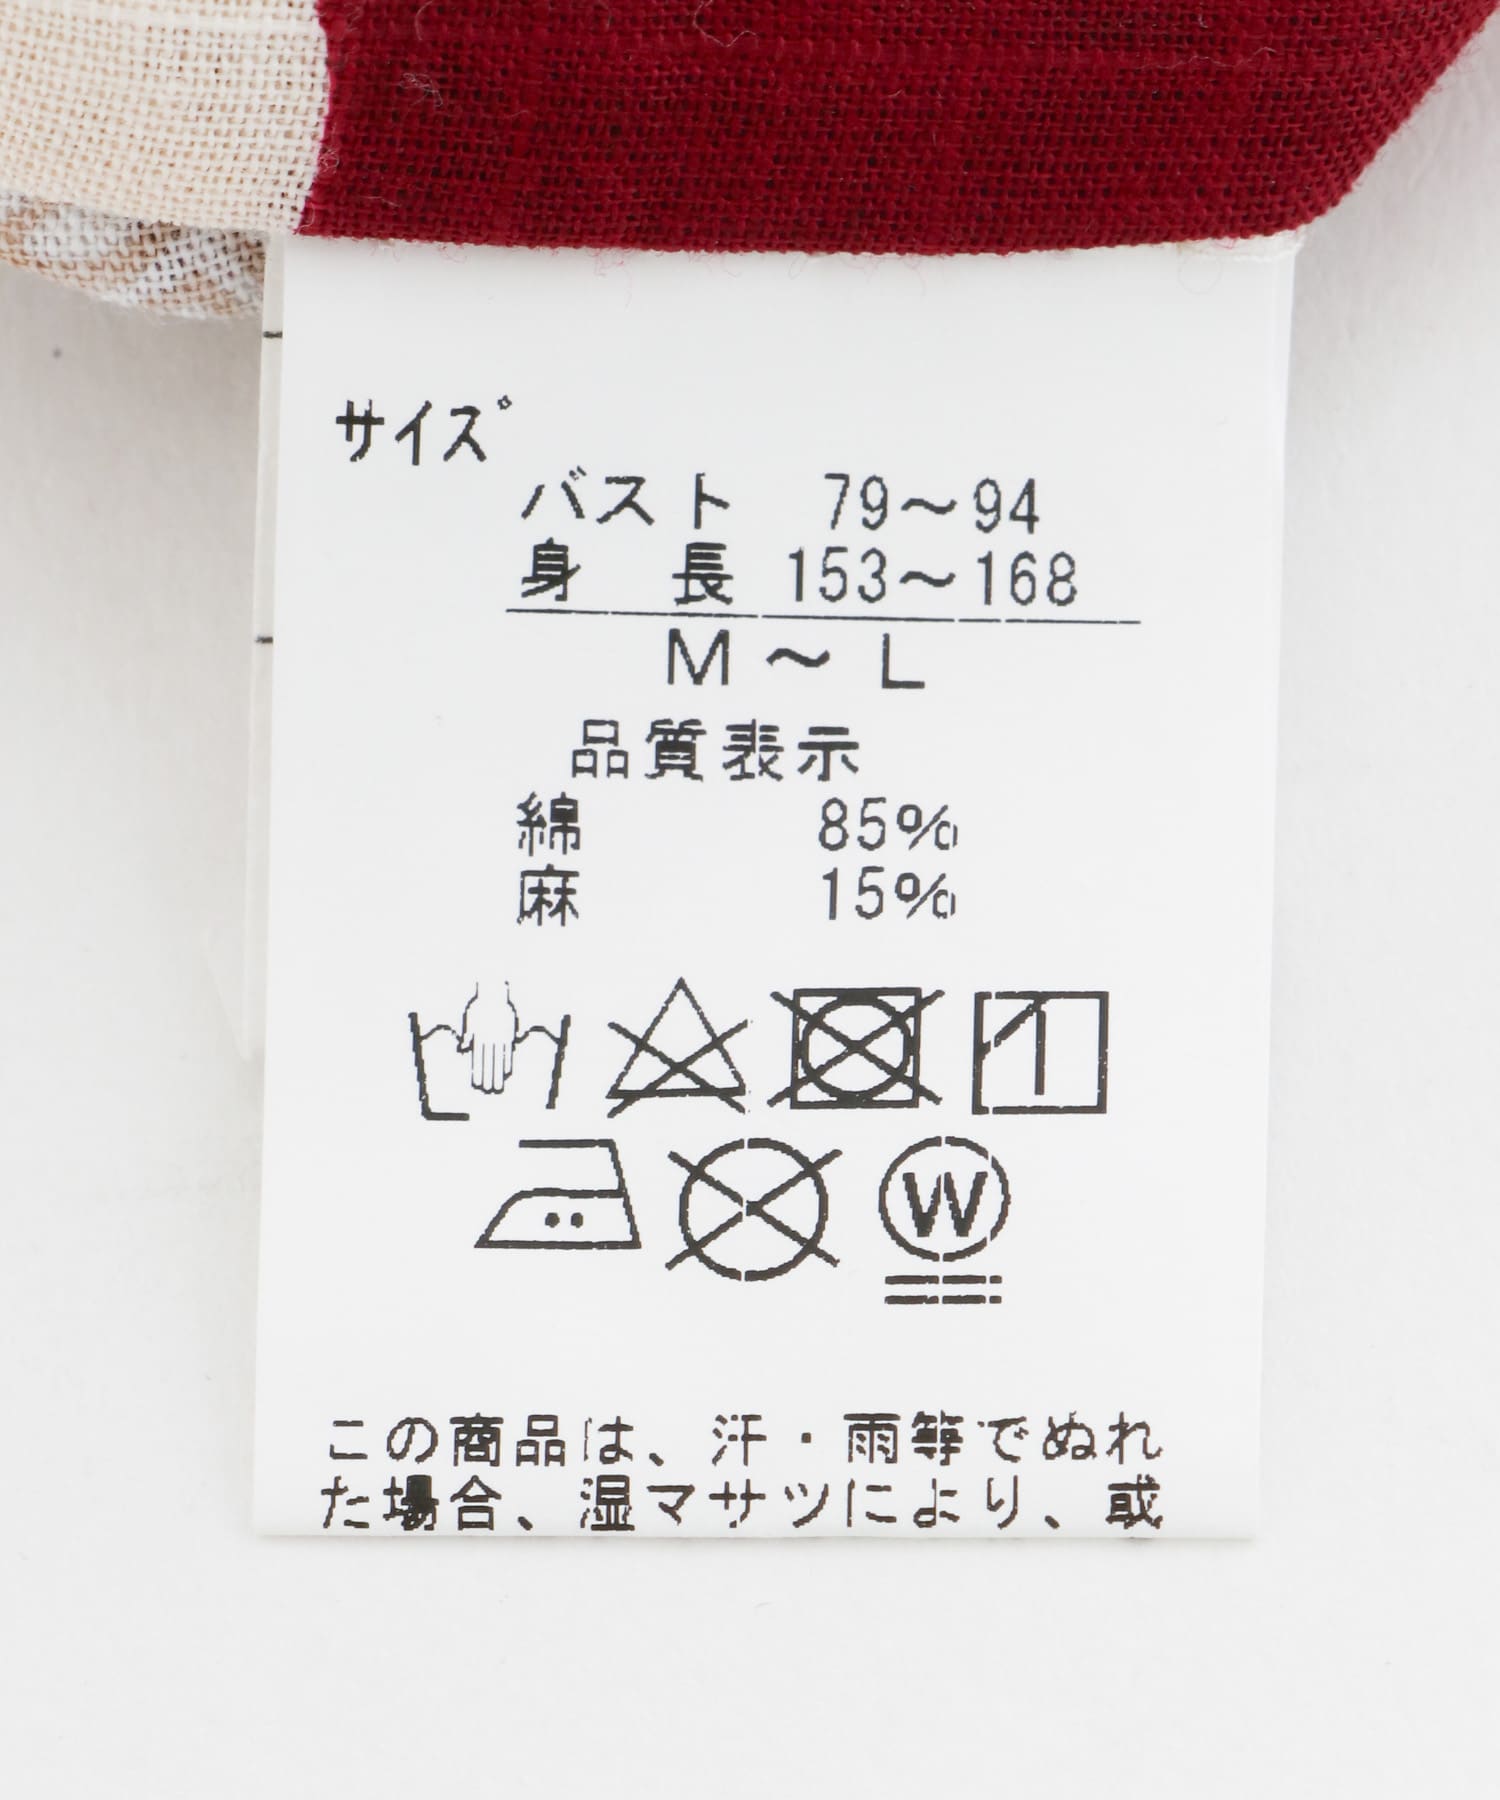 サイズ
バスト 79～94
身 長 153～168
M～L
品質表示
綿 85%
麻 15%
W
この商品は、汗・雨等でぬれ
た場合、湿マサツにより、或